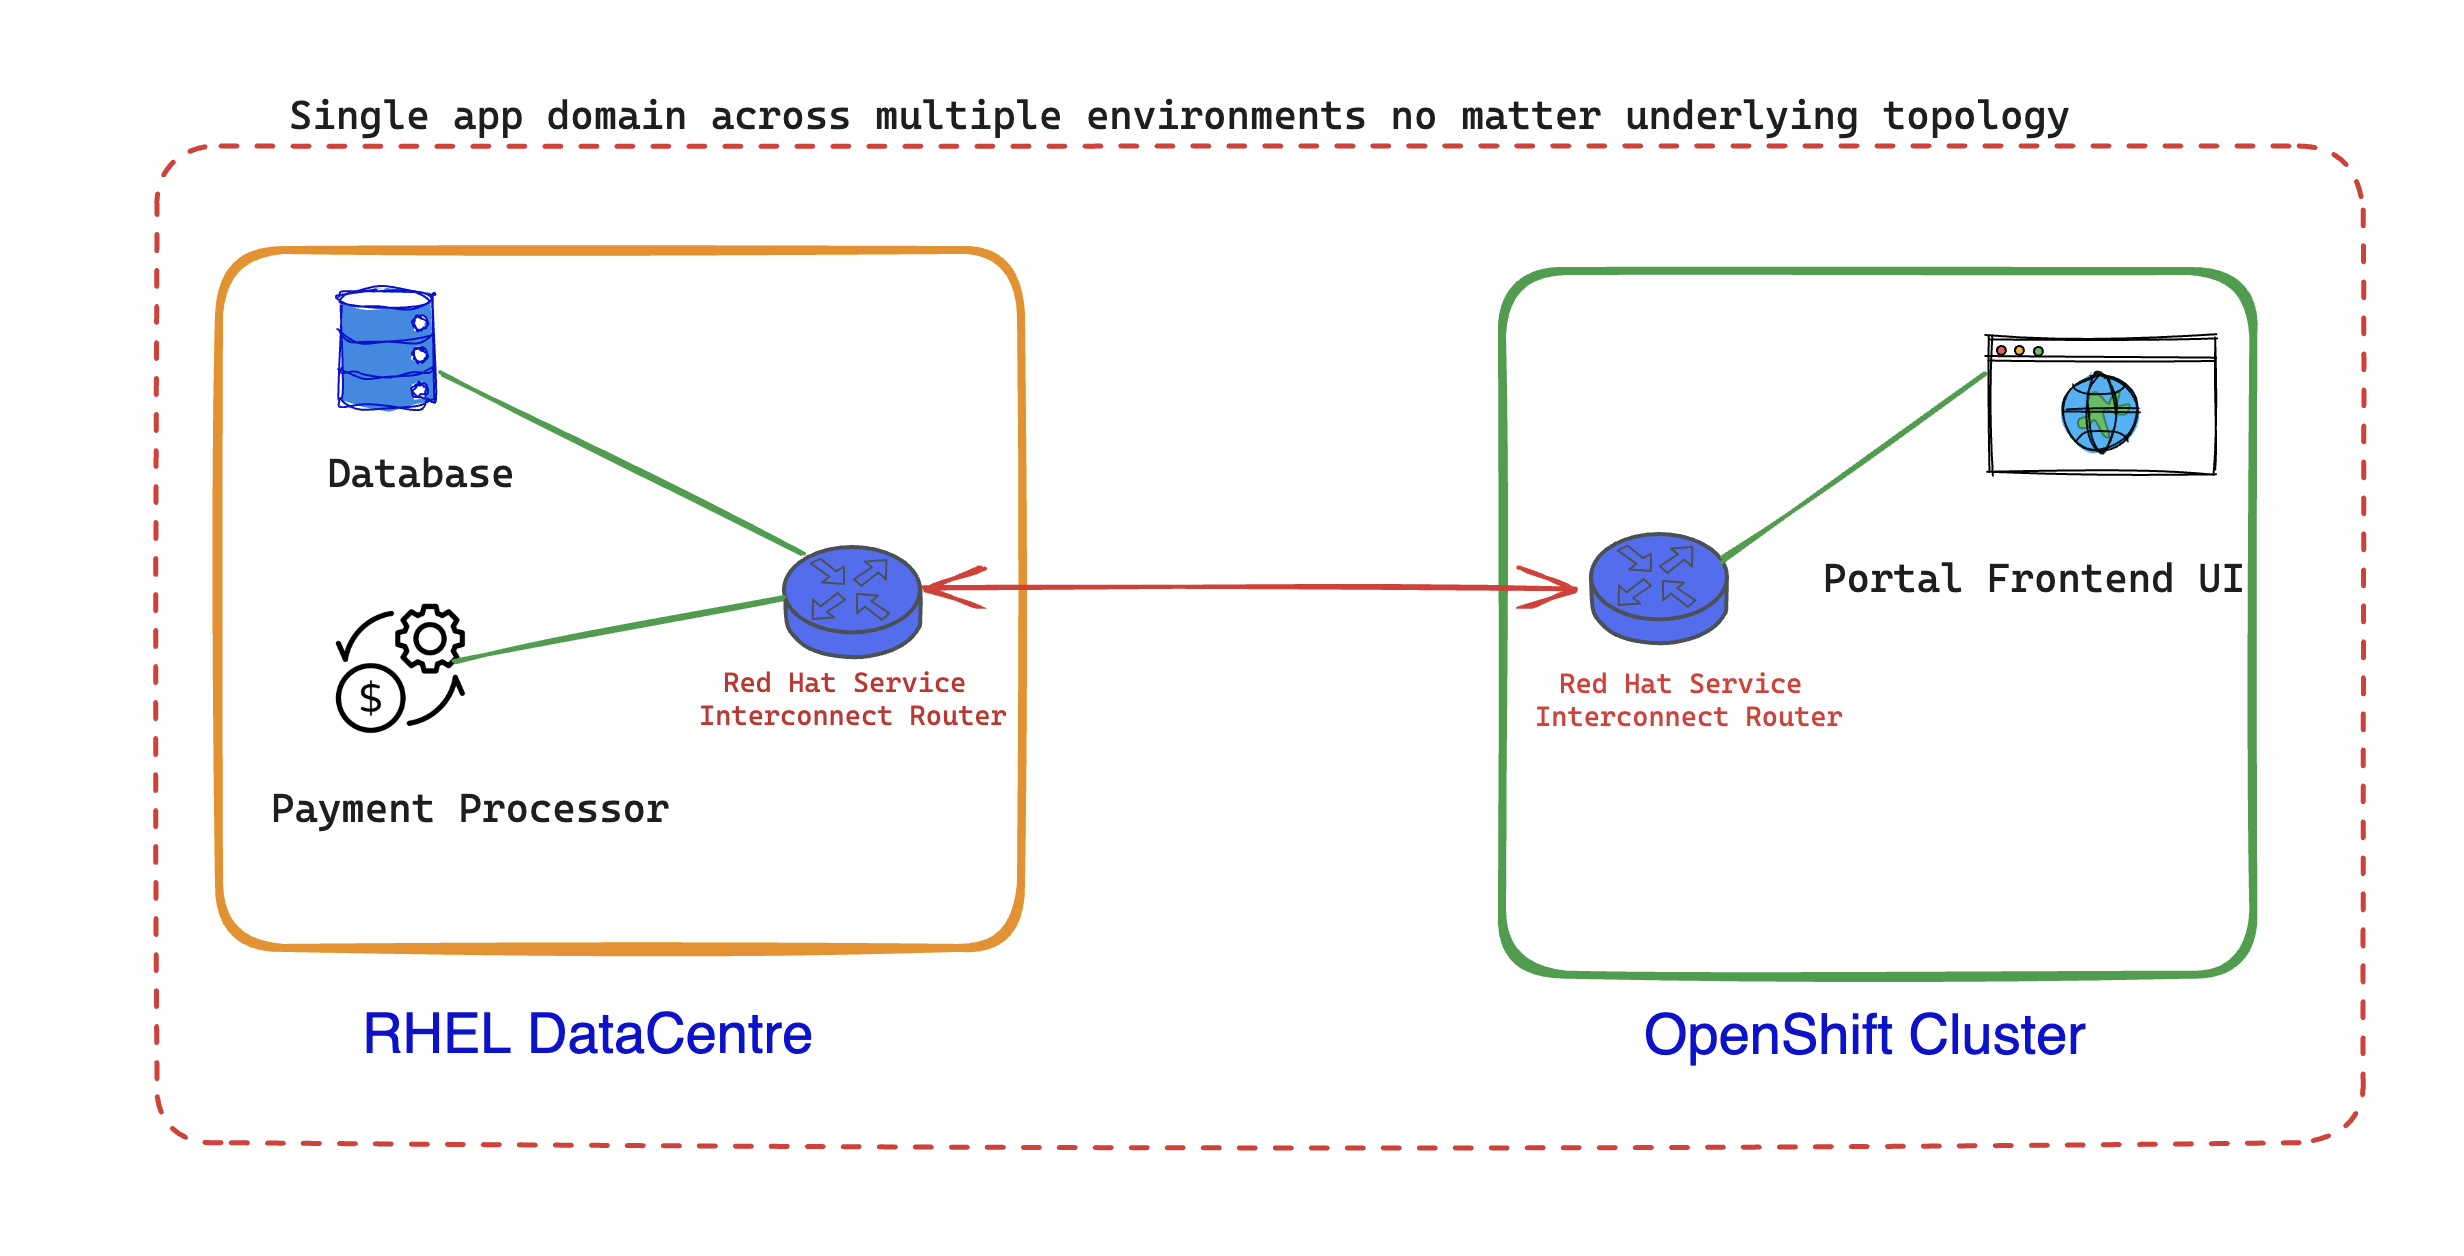 Single app domain across multiple environments no matter underlying topology
Database
$
Payment Processor
Red Hat Service
Interconnect Router
RHEL DataCentre
Portal Frontend UI
Red Hat Service
Interconnect Router
OpenShift Cluster